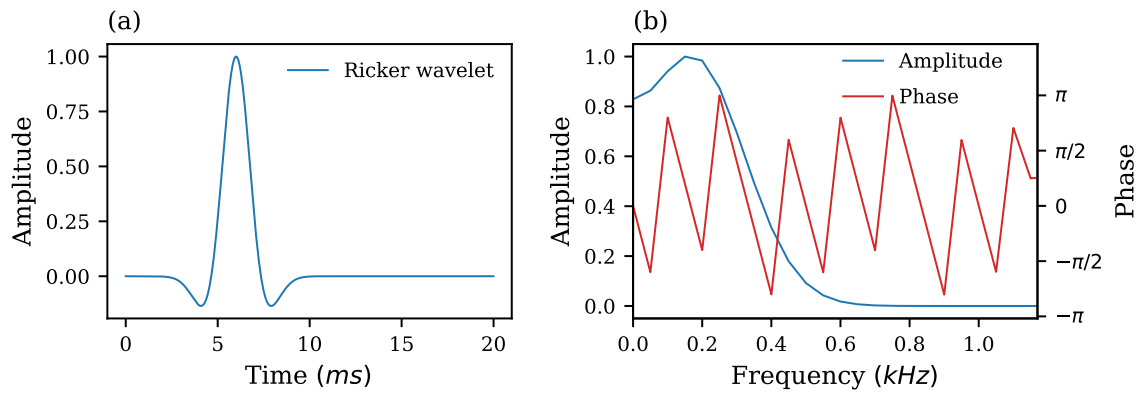 (a)
Amplitude
1.00
0.75
0.50
0.25
0.00
Ricker wavelet
0
5
10
15
20
Time (ms)
(b)
Amplitude
1.0
0.8
0.6
0.4
0.2
0.0
Amplitude
Phase
π
π/2
0
−π/2
−π
Phase
0.0
0.2
0.4
0.6
0.8
1.0
Frequency (kHz)